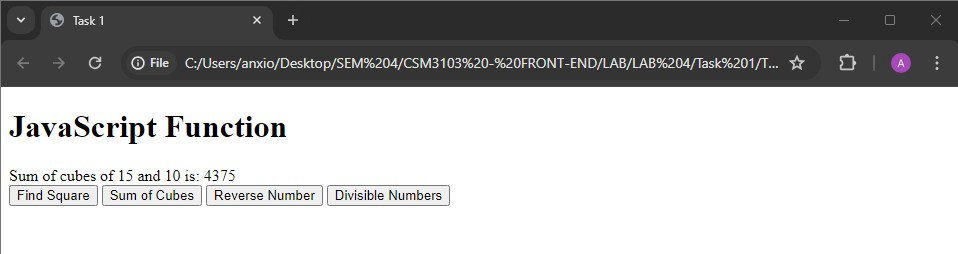 Task 1
File C:/Users/anxio/Desktop/SEM%204/CSM3103%20-%20FRONT-END/LAB/LAB%204/Task%201/T... A
JavaScript Function
Sum of cubes of 15 and 10 is: 4375
Find Square Sum of Cubes Reverse Number Divisible Numbers